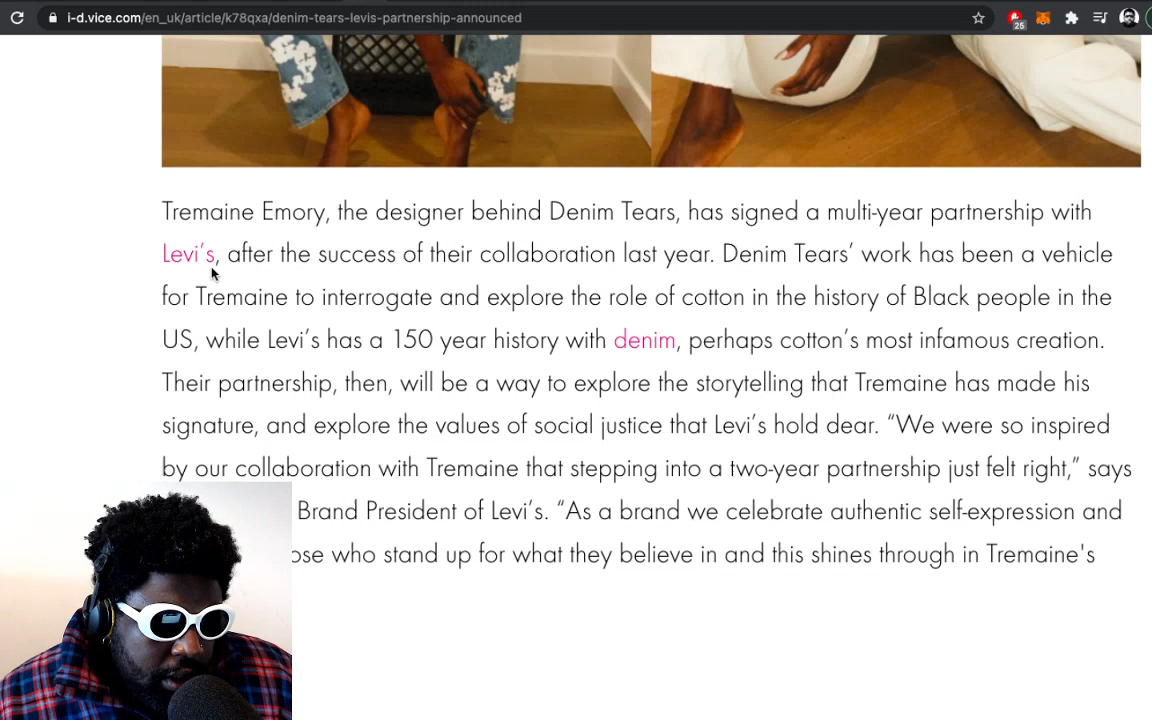 i-d.vice.com/en_uk/article/k78qxa/denim-tears-levis-partnership-announced
25
Tremaine Emory, the designer behind Denim Tears, has signed a multi-year partnership with
Levi’s, after the success of their collaboration last year. Denim Tears’ work has been a vehicle
for Tremaine to interrogate and explore the role of cotton in the history of Black people in the
US, while Levi’s has a 150 year history with denim, perhaps cotton’s most infamous creation.
Their partnership, then, will be a way to explore the storytelling that Tremaine has made his
signature, and explore the values of social justice that Levi’s hold dear. “We were so inspired
by our collaboration with Tremaine that stepping into a two-year partnership just felt right,” says
Brand President of Levi’s. “As a brand we celebrate authentic self-expression and
who stand up for what they believe in and this shines through in Tremaine's